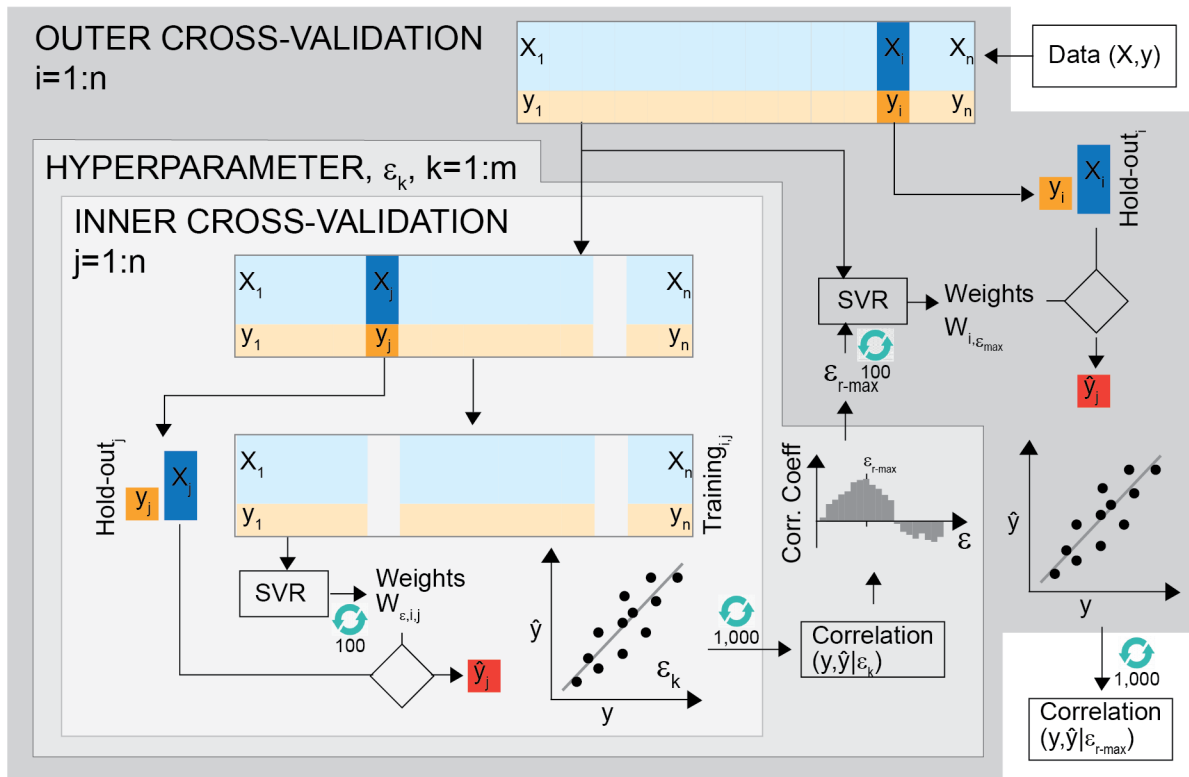 OUTER CROSS-VALIDATION
i=1:n
X₁
Xᵢ
Xₙ
y₁
yᵢ
yₙ
Data (X,y)
HYPERPARAMETER, εₖ, k=1:m
yᵢ
Xᵢ
Hold-outᵢ
INNER CROSS-VALIDATION
j=1:n
X₁
Xⱼ
Xₙ
y₁
yⱼ
yₙ
SVR
Weights
W i,εmax
100
εr-max
ŷⱼ
Hold-outⱼ
yⱼ
Xⱼ
X₁
Xₙ
y₁
yₙ
Trainingi,j
Corr. Coeff
εr-max
ε
ŷ
y
SVR
Weights
W ε,i,j
100
ŷⱼ
ŷ
εₖ
y
1,000
Correlation
(y,ŷ|εₖ)
1,000
Correlation
(y,ŷ|εr-max)